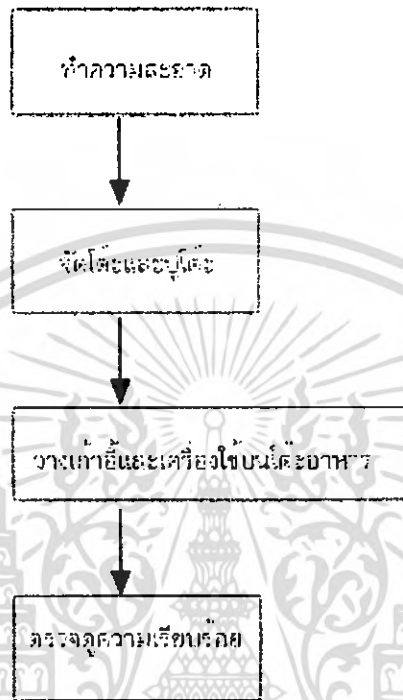 ทำความสะอาด
จัดโต๊ะและปูโต๊ะ
วางเก้าอี้และเครื่องใช้บนโต๊ะอาหาร
ตรวจดูความเรียบร้อย